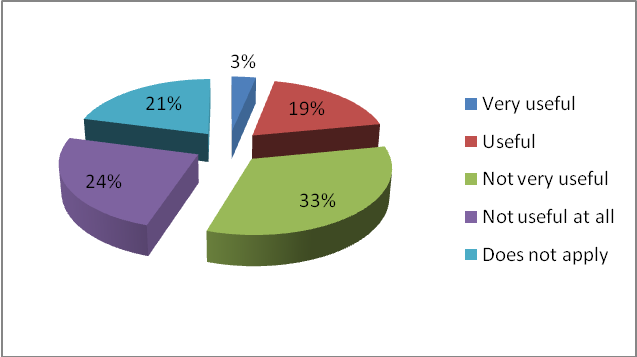 3%
19%
33%
24%
21%
Very useful
Useful
Not very useful
Not useful at all
Does not apply